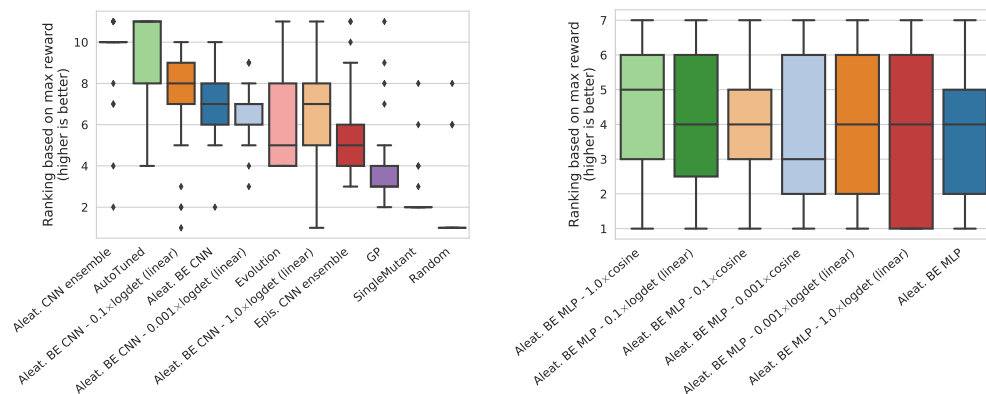 Ranking based on max reward
(higher is better)
10
8
6
4
2
Aleat. CNN ensemble
AutoTuned
Aleat. BE CNN - 0.1×logdet (linear)
Aleat. BE CNN
Aleat. BE CNN - 0.001×logdet (linear)
Evolution
Aleat. BE CNN - 1.0×logdet (linear)
Epis. CNN ensemble
GP
SingleMutant
Random
Ranking based on max reward
(higher is better)
7
6
5
4
3
2
1
Aleat. BE MLP - 1.0×cosine
Aleat. BE MLP - 0.1×logdet (linear)
Aleat. BE MLP - 0.1×cosine
Aleat. BE MLP - 0.001×cosine
Aleat. BE MLP - 0.001×logdet (linear)
Aleat. BE MLP - 1.0×logdet (linear)
Aleat. BE MLP